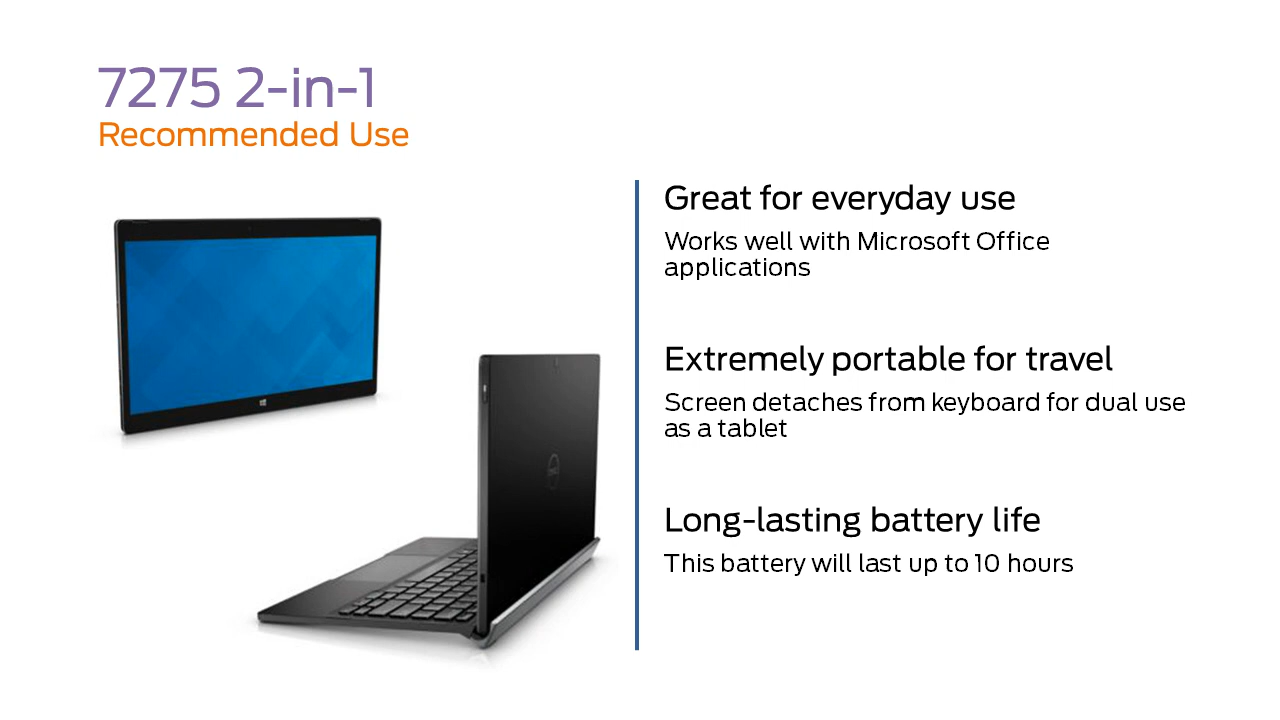 7275 2-in-1
Recommended Use
Great for everyday use
Works well with Microsoft Office
applications
Extremely portable for travel
Screen detaches from keyboard for dual use
as a tablet
Long-lasting battery life
This battery will last up to 10 hours